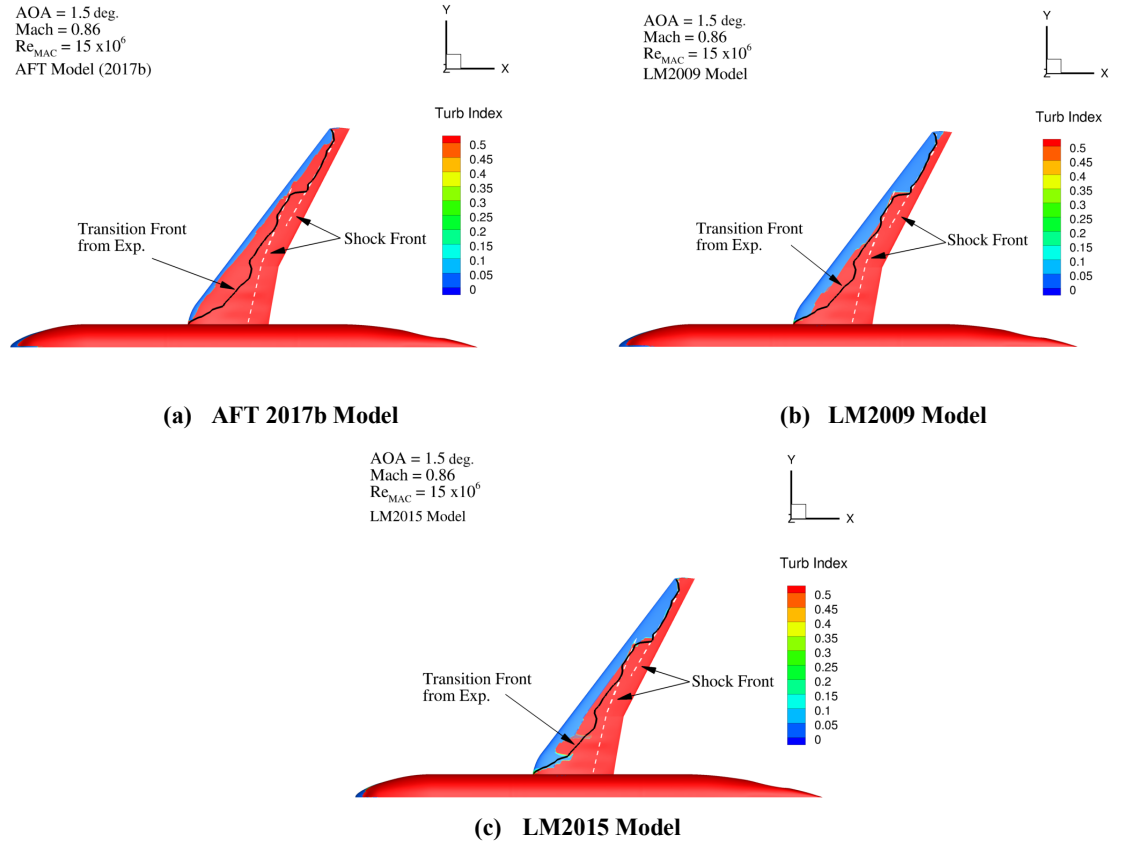 AOA = 1.5 deg.
Mach = 0.86
Re_MAC = 15 x10^6
AFT Model (2017b)
Y
Z
X
Turb Index
0.5
0.45
0.4
0.35
0.3
0.25
0.2
0.15
0.1
0.05
0
Transition Front
from Exp.
Shock Front
(a) AFT 2017b Model
AOA = 1.5 deg.
Mach = 0.86
Re_MAC = 15 x10^6
LM2009 Model
Y
Z
X
Turb Index
0.5
0.45
0.4
0.35
0.3
0.25
0.2
0.15
0.1
0.05
0
Transition Front
from Exp.
Shock Front
(b) LM2009 Model
AOA = 1.5 deg.
Mach = 0.86
Re_MAC = 15 x10^6
LM2015 Model
Y
Z
X
Turb Index
0.5
0.45
0.4
0.35
0.3
0.25
0.2
0.15
0.1
0.05
0
Transition Front
from Exp.
Shock Front
(c) LM2015 Model